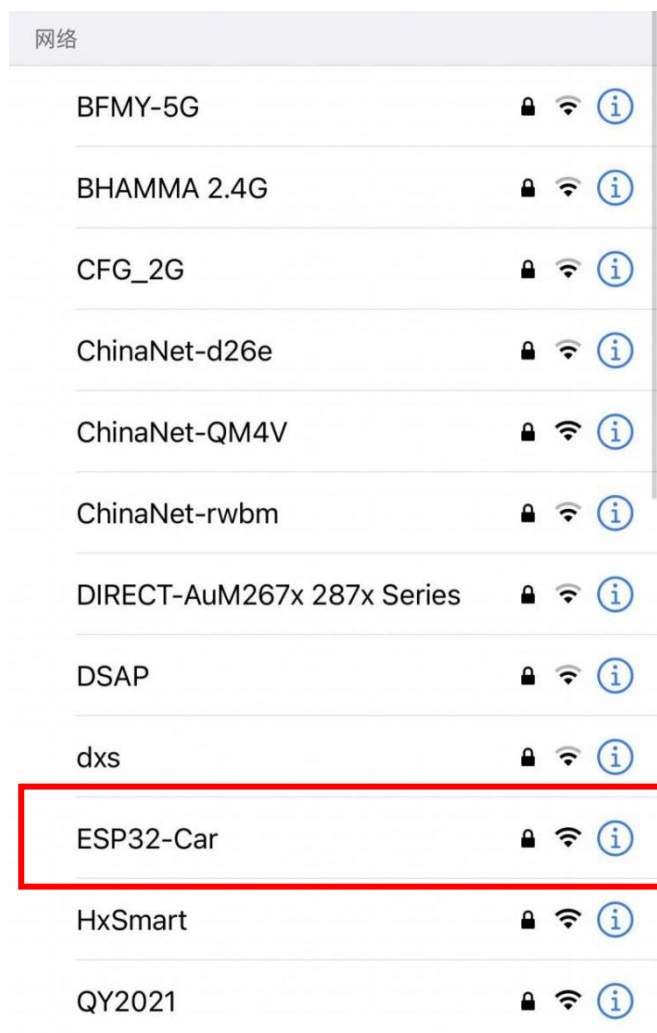 网络
BFMY-5G
BHAMMA 2.4G
CFG_2G
ChinaNet-d26e
ChinaNet-QM4V
ChinaNet-rwbm
DIRECT-AuM267x 287x Series
DSAP
dxs
ESP32-Car
HxSmart
QY2021